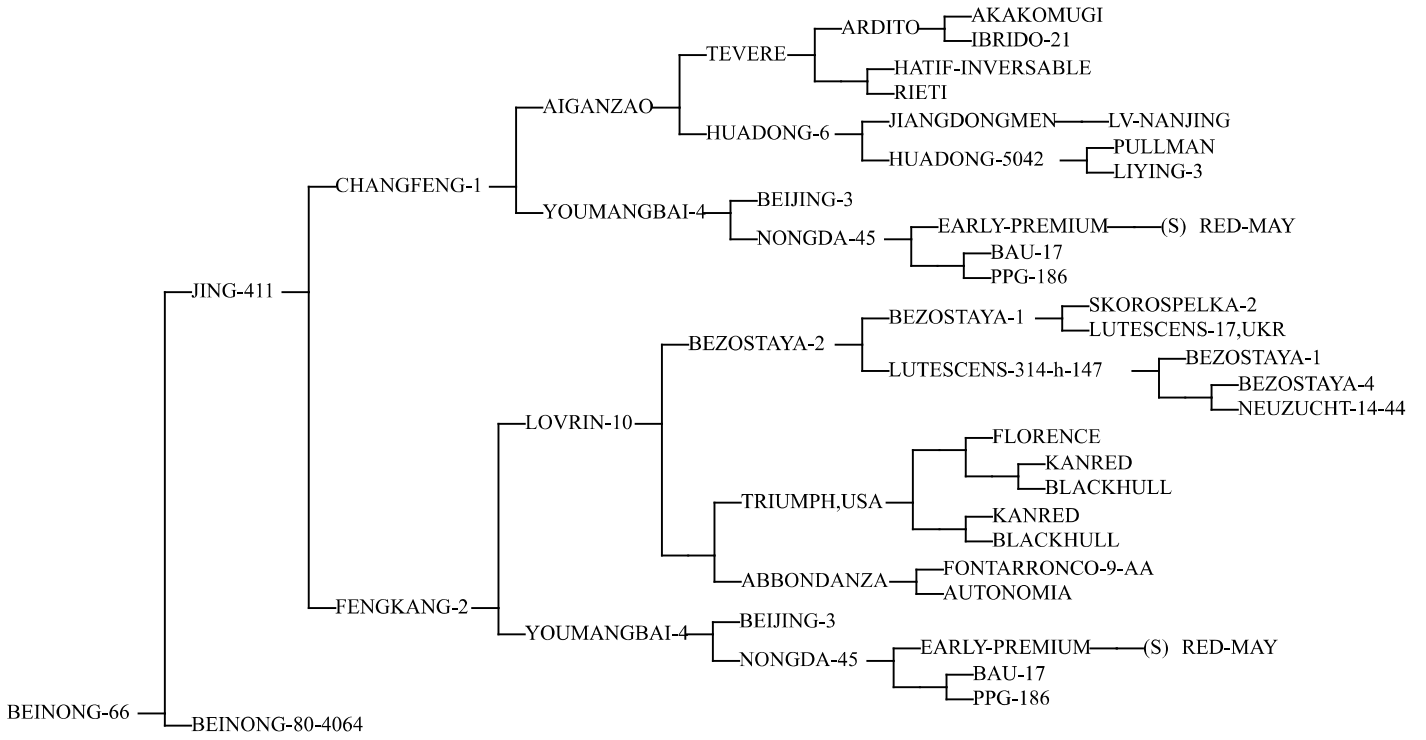 AKAKOMUGI
ARDITO
IBRIDO-21
TEVERE
HATIF-INVERSABLE
RIETI
AIGANZAO
JIANGDONGMEN LV-NANJING
HUADONG-6
PULLMAN
HUADONG-5042
LIYING-3
CHANGFENG-1
BEIJING-3
YOUMANGBAI-4
EARLY-PREMIUM (S) RED-MAY
NONGDA-45
BAU-17
PPG-186
JING-411
SKOROSPELKA-2
BEZOSTAYA-1
LUTESCENS-17,UKR
BEZOSTAYA-2
BEZOSTAYA-1
LUTESCENS-314-h-147
BEZOSTAYA-4
NEUZUCHT-14-44
LOVRIN-10
FLORENCE
KANRED
BLACKHULL
TRIUMPH,USA
KANRED
BLACKHULL
FONTARRONCO-9-AA
ABBONDANZA
AUTONOMIA
FENGKANG-2
BEIJING-3
YOUMANGBAI-4
EARLY-PREMIUM (S) RED-MAY
NONGDA-45
BAU-17
PPG-186
BEINONG-66
BEINONG-80-4064